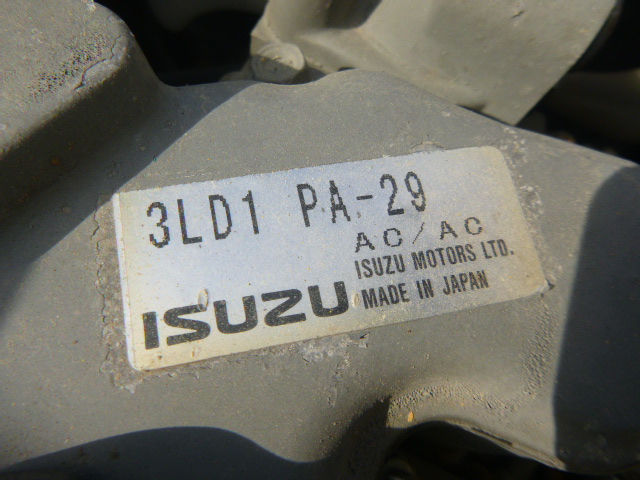 3LD1 PA-29
AC/AC
ISUZU MOTORS LTD.
ISUZU MADE IN JAPAN